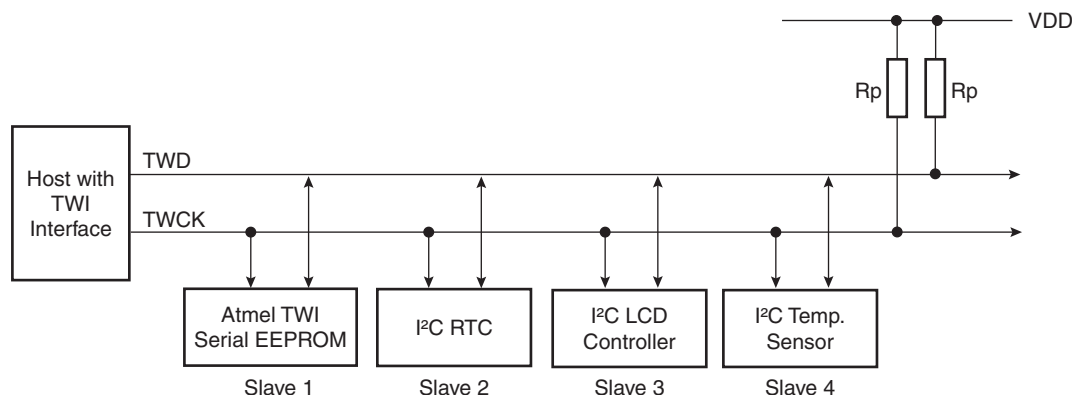 VDD
Rp
Rp
Host with
TWI
Interface
TWD
TWCK
Atmel TWI
Serial EEPROM
I²C RTC
I²C LCD
Controller
I²C Temp.
Sensor
Slave 1
Slave 2
Slave 3
Slave 4